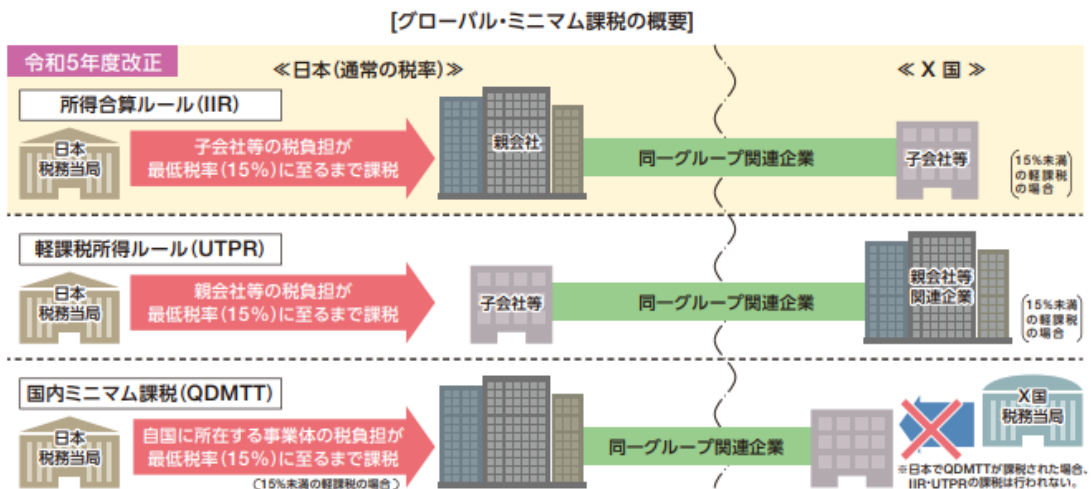 [グローバル・ミニマム課税の概要]
令和5年度改正
≪日本(通常の税率)≫
≪X 国≫
所得合算ルール(IIR)
日本
税務当局
子会社等の税負担が
最低税率(15%)に至るまで課税
親会社
同一グループ関連企業
子会社等
(15%未満
の軽課税
の場合)
軽課税所得ルール(UTPR)
日本
税務当局
親会社等の税負担が
最低税率(15%)に至るまで課税
子会社等
同一グループ関連企業
親会社等
関連企業
(15%未満
の軽課税
の場合)
国内ミニマム課税(QDMTT)
日本
税務当局
自国に所在する事業体の税負担が
最低税率(15%)に至るまで課税
(15%未満の軽課税の場合)
同一グループ関連企業
X国
税務当局
※日本でQDMTTが課税された場合、
IIR・UTPRの課税は行われない。